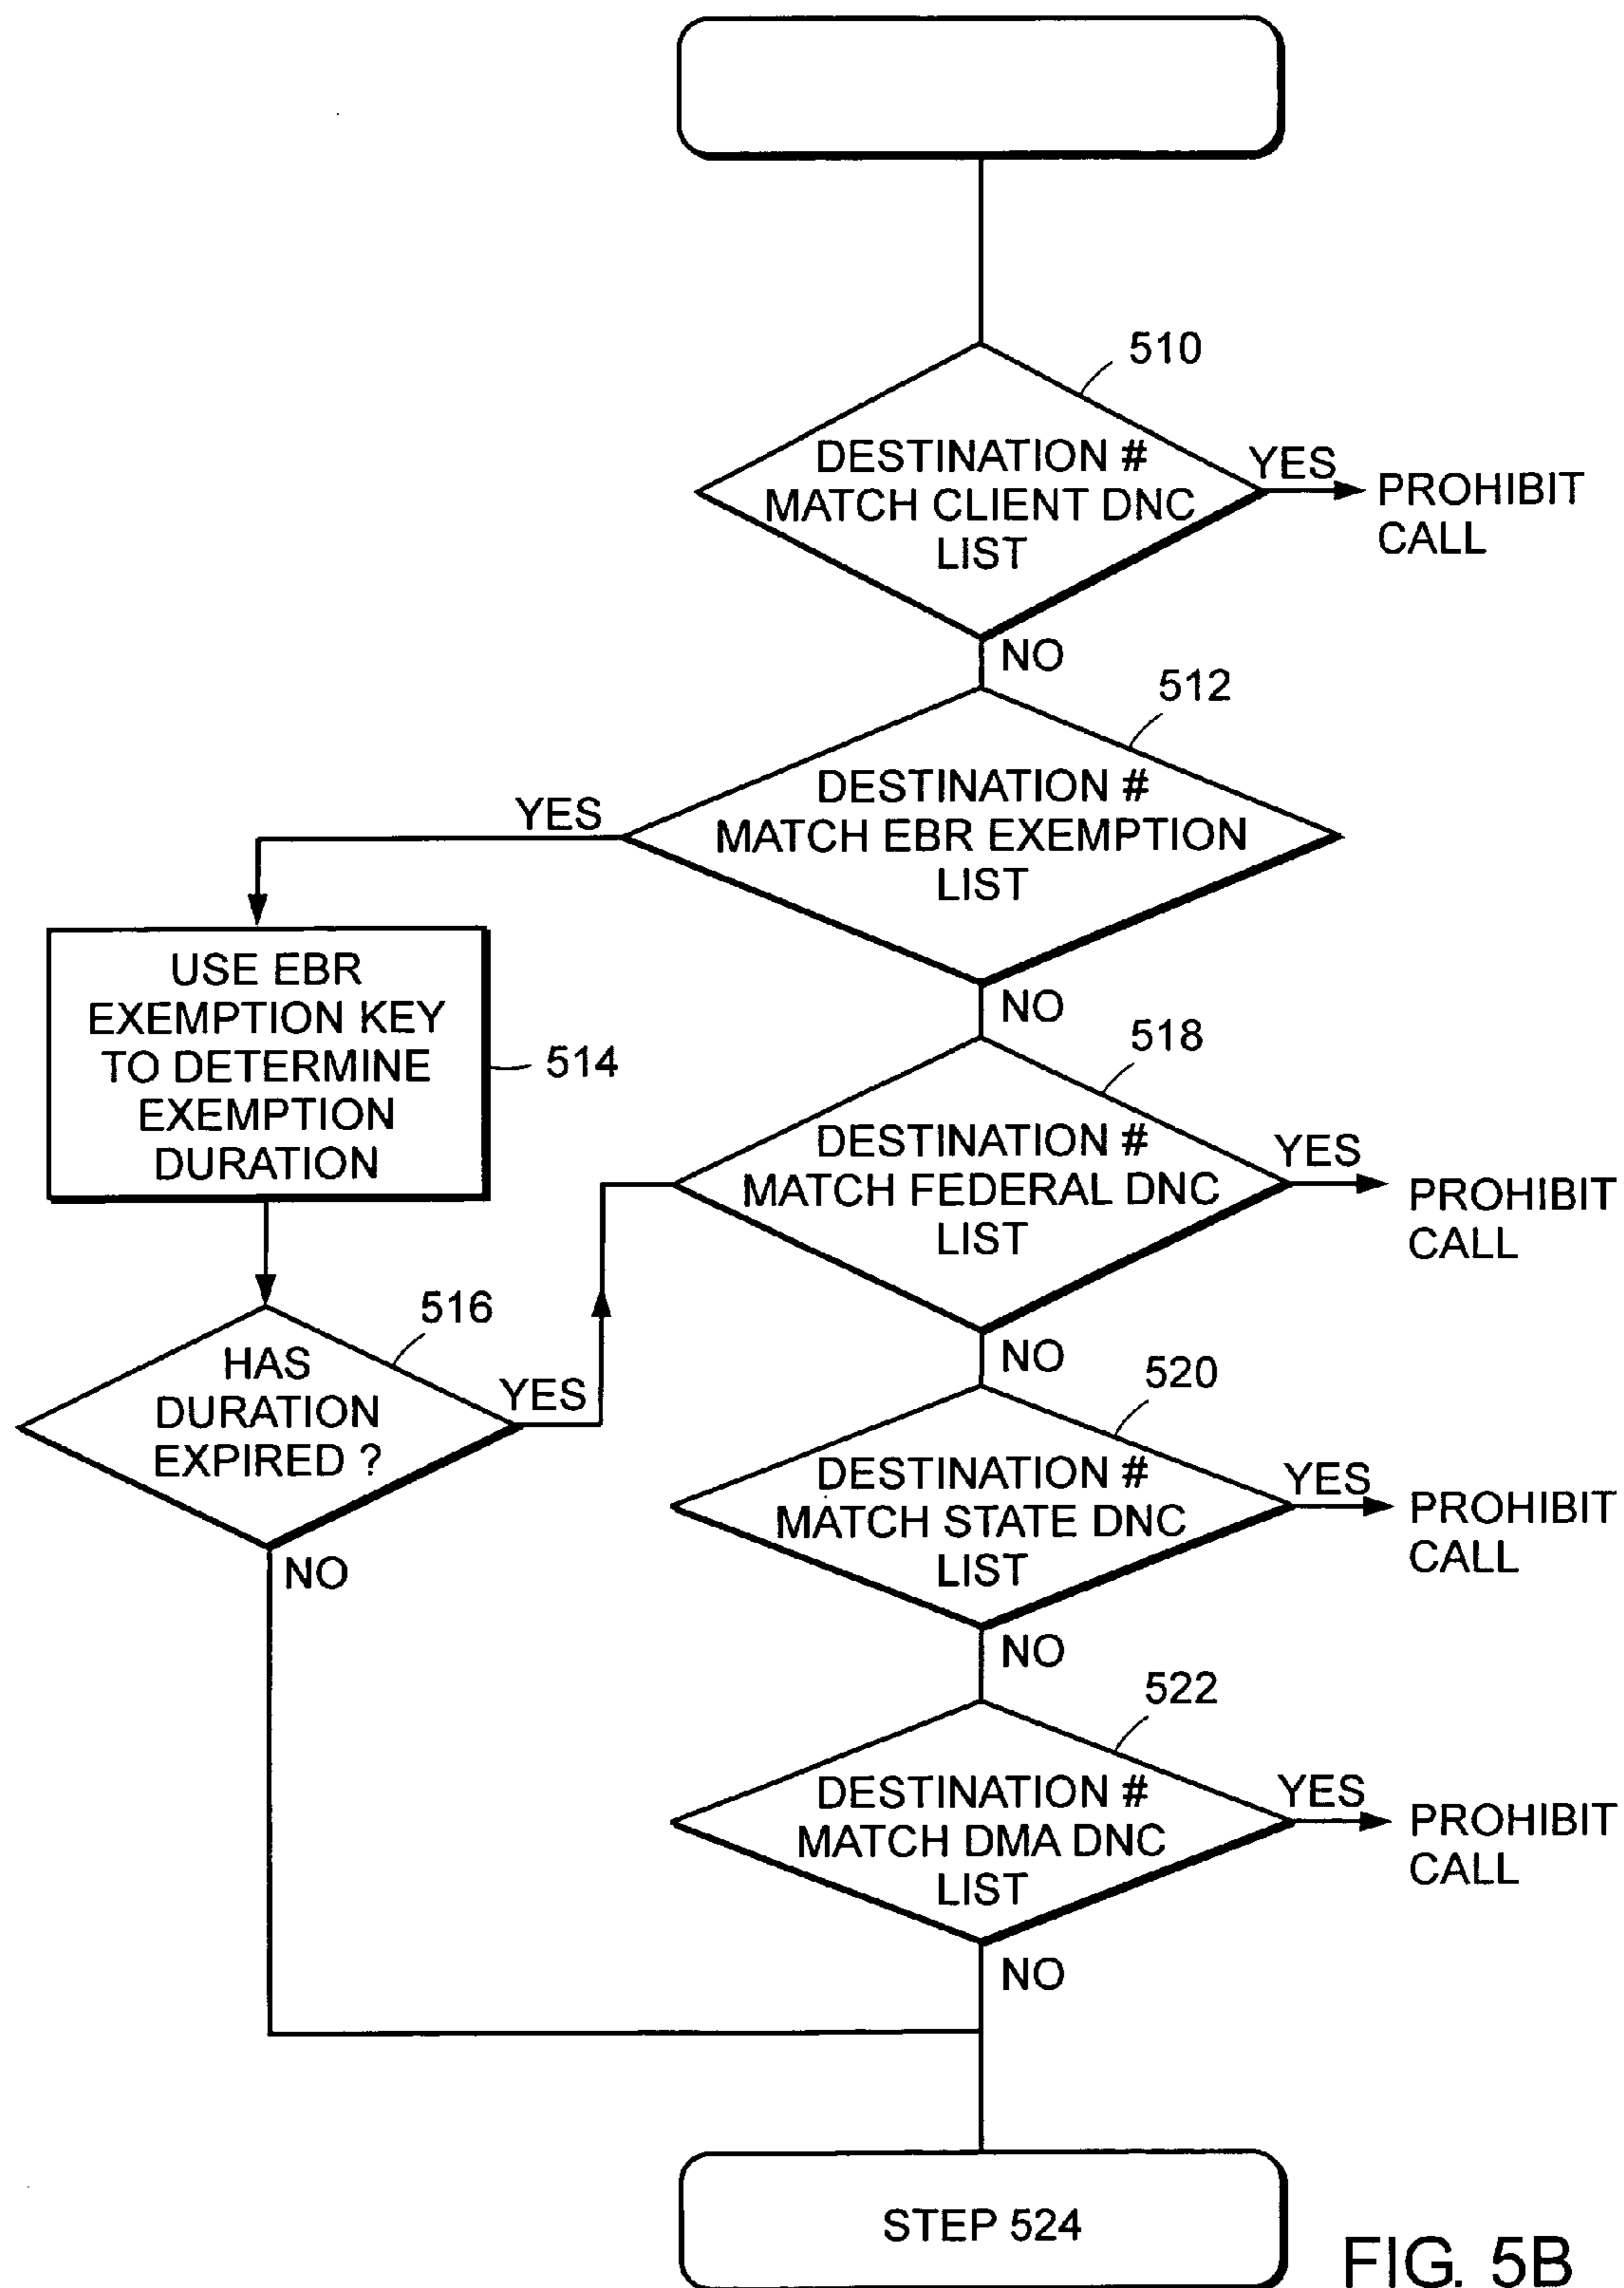 510
DESTINATION #
MATCH CLIENT DNC
LIST
YES
PROHIBIT
CALL
NO
512
DESTINATION #
MATCH EBR EXEMPTION
LIST
YES
NO
USE EBR
EXEMPTION KEY
TO DETERMINE
EXEMPTION
DURATION
514
518
DESTINATION #
MATCH FEDERAL DNC
LIST
YES
PROHIBIT
CALL
NO
516
HAS
DURATION
EXPIRED ?
YES
NO
520
DESTINATION #
MATCH STATE DNC
LIST
YES
PROHIBIT
CALL
NO
522
DESTINATION #
MATCH DMA DNC
LIST
YES
PROHIBIT
CALL
NO
STEP 524
FIG. 5B